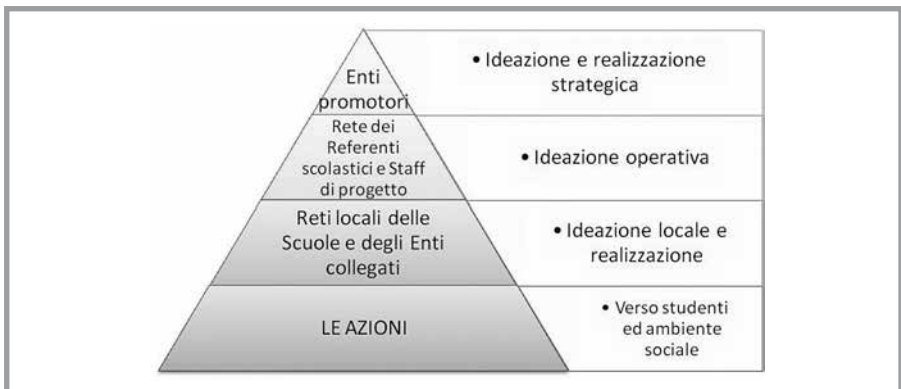 Enti
promotori
• Ideazione e realizzazione
strategica
Rete dei
Referenti
scolastici e Staff
di progetto
• Ideazione operativa
Reti locali delle
Scuole e degli Enti
collegati
• Ideazione locale e
realizzazione
LE AZIONI
• Verso studenti
ed ambiente
sociale